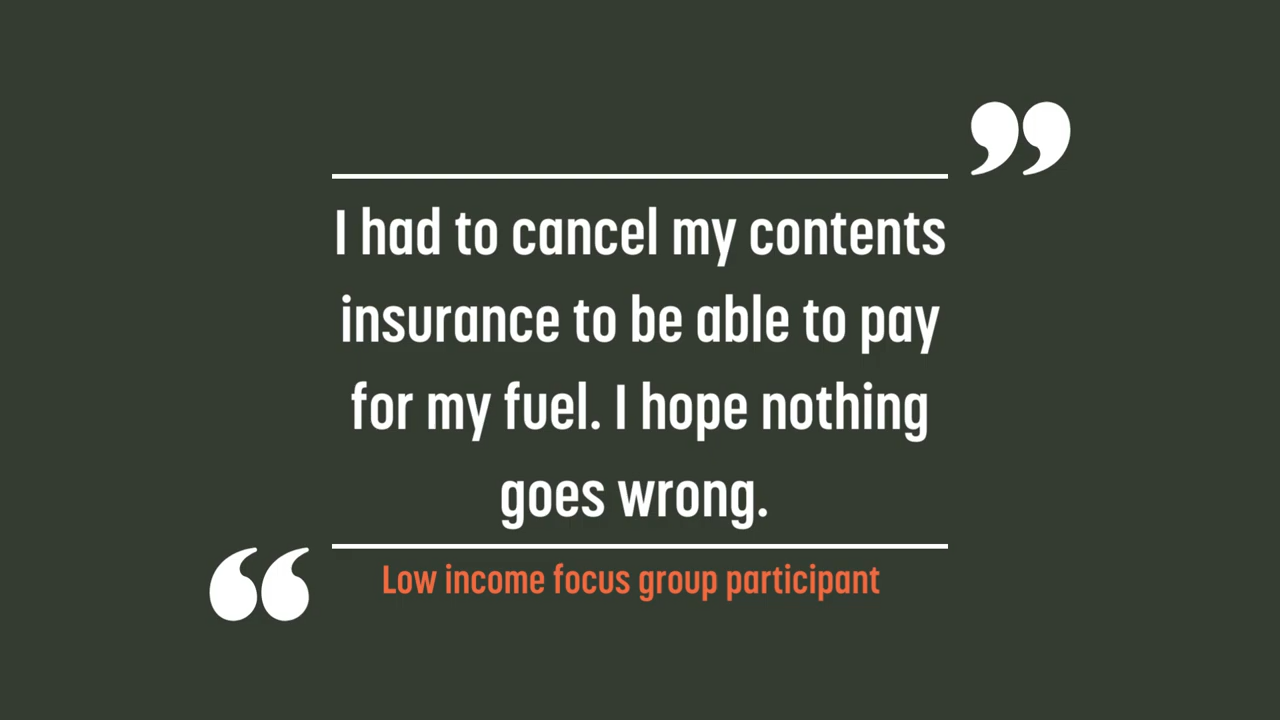 ”
I had to cancel my contents
insurance to be able to pay
for my fuel. I hope nothing
goes wrong.
“
Low income focus group participant